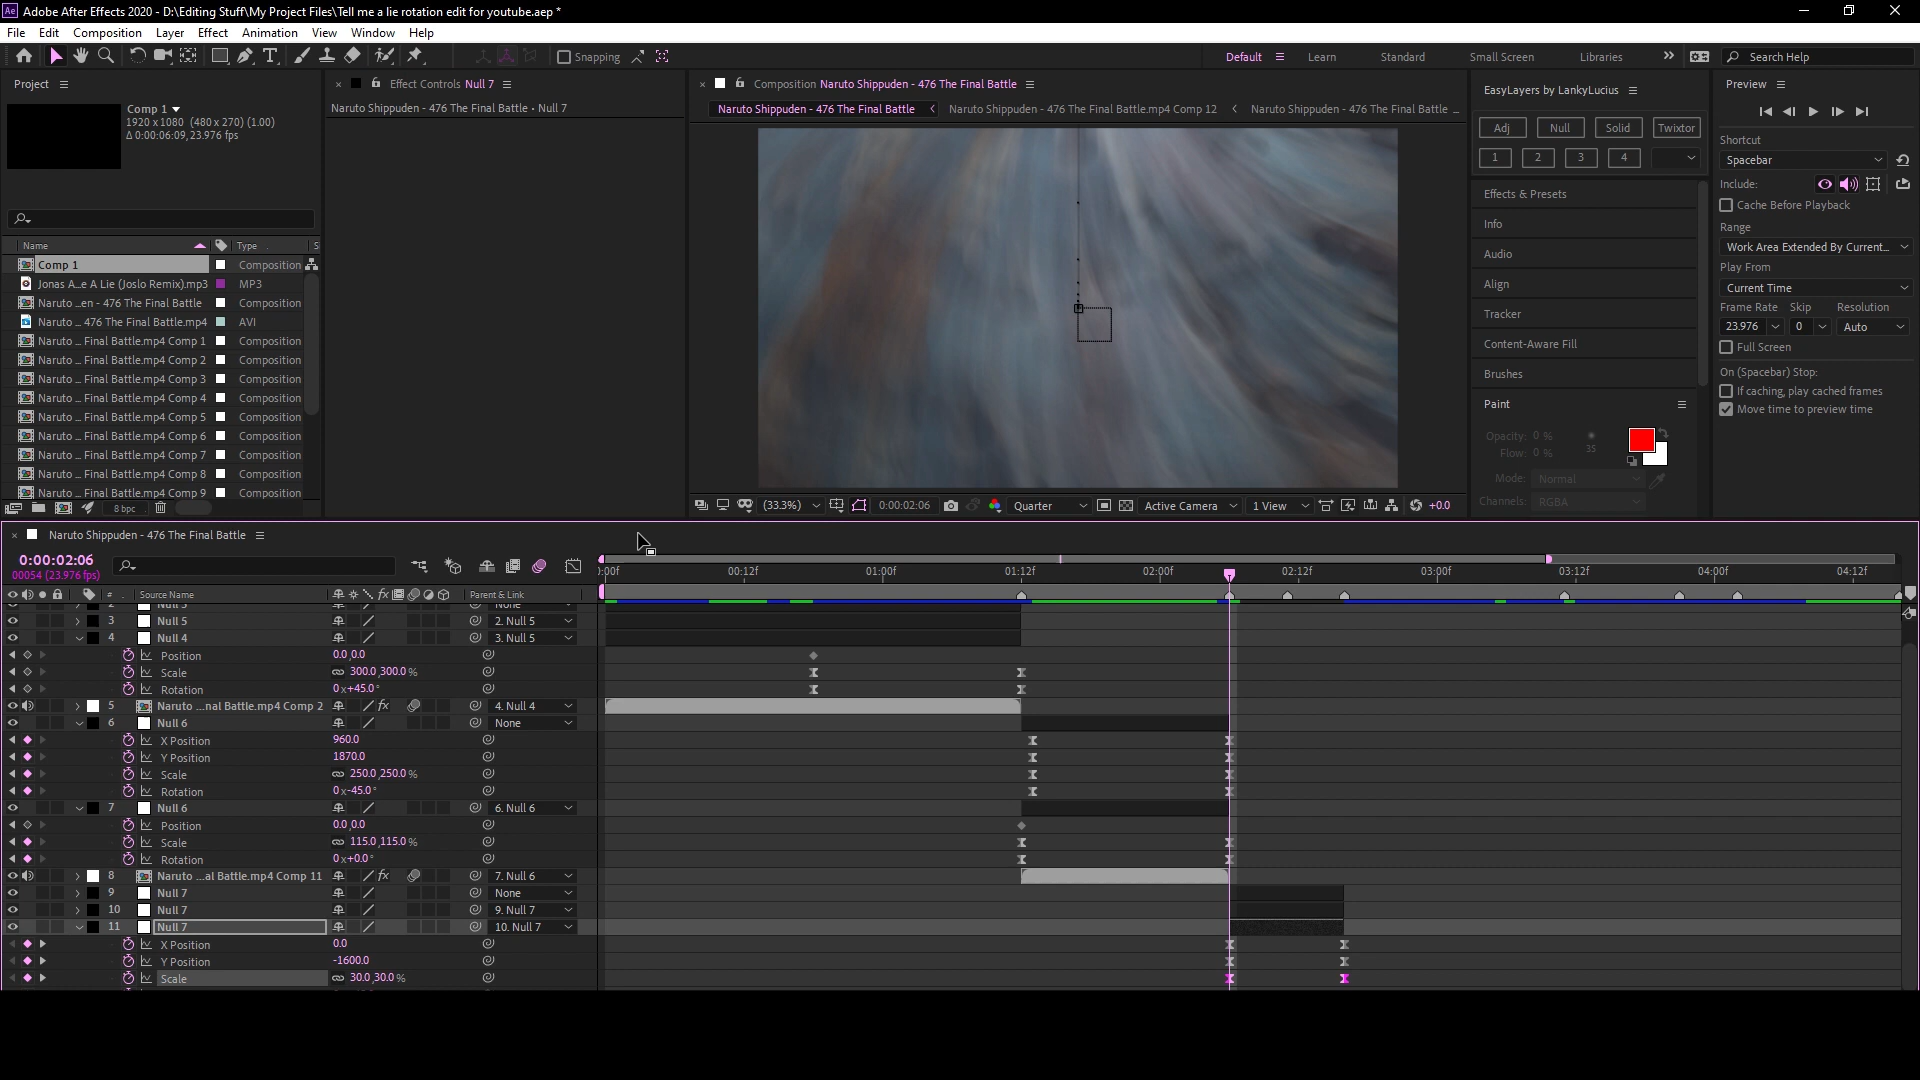 Adobe After Effects 2020 - D:\Editing Stuff\My Project Files\Tell me a lie rotation edit for youtube.aep *
File Edit Composition Layer Effect Animation View Window Help
Snapping Default Learn Standard Small Screen Libraries Search Help
Project
Comp 1
1920 x 1080 (480 x 270) (1.00)
Δ 0:00:06:09, 23.976 fps
Name Type S
Comp 1 Composition
Jonas A...e A Lie (Joslo Remix).mp3 MP3
Naruto ...en - 476 The Final Battle Composition
Naruto ... 476 The Final Battle.mp4 AVI
Naruto ... Final Battle.mp4 Comp 1 Composition
Naruto ... Final Battle.mp4 Comp 2 Composition
Naruto ... Final Battle.mp4 Comp 3 Composition
Naruto ... Final Battle.mp4 Comp 4 Composition
Naruto ... Final Battle.mp4 Comp 5 Composition
Naruto ... Final Battle.mp4 Comp 6 Composition
Naruto ... Final Battle.mp4 Comp 7 Composition
Naruto ... Final Battle.mp4 Comp 8 Composition
Naruto ... Final Battle.mp4 Comp 9 Composition
8 bpc
Effect Controls Null 7
Naruto Shippuden - 476 The Final Battle • Null 7
Composition Naruto Shippuden - 476 The Final Battle
Naruto Shippuden - 476 The Final Battle Naruto Shippuden - 476 The Final Battle.mp4 Comp 12 Naruto Shippuden - 476 The Final Battle ...
(33.3%) 0:00:02:06 Quarter Active Camera 1 View +0.0
EasyLayers by LankyLucius
Adj Null Solid Twixtor
1 2 3 4
Effects & Presets
Info
Audio
Align
Tracker
Content-Aware Fill
Brushes
Paint
Opacity: 0 %
Flow: 0 %
35
Mode: Normal
Channels: RGBA
Preview
Shortcut
Spacebar
Include:
Cache Before Playback
Range
Work Area Extended By Current...
Play From
Current Time
Frame Rate Skip Resolution
23.976 0 Auto
Full Screen
On (Spacebar) Stop:
If caching, play cached frames
Move time to preview time
Naruto Shippuden - 476 The Final Battle
0:00:02:06
00054 (23.976 fps)
:00f 00:12f 01:00f 01:12f 02:00f 02:12f 03:00f 03:12f 04:00f 04:12f
# Source Name fx Parent & Link
2 Null 5 None
3 Null 5 2. Null 5
4 Null 4 3. Null 5
Position 0.0,0.0
Scale 300.0,300.0 %
Rotation 0x+45.0°
5 Naruto ...nal Battle.mp4 Comp 2 fx 4. Null 4
6 Null 6 None
X Position 960.0
Y Position 1870.0
Scale 250.0,250.0 %
Rotation 0x-45.0°
7 Null 6 6. Null 6
Position 0.0,0.0
Scale 115.0,115.0 %
Rotation 0x+0.0°
8 Naruto ...al Battle.mp4 Comp 11 fx 7. Null 6
9 Null 7 None
10 Null 7 9. Null 7
11 Null 7 10. Null 7
X Position 0.0
Y Position -1600.0
Scale 30.0,30.0 %